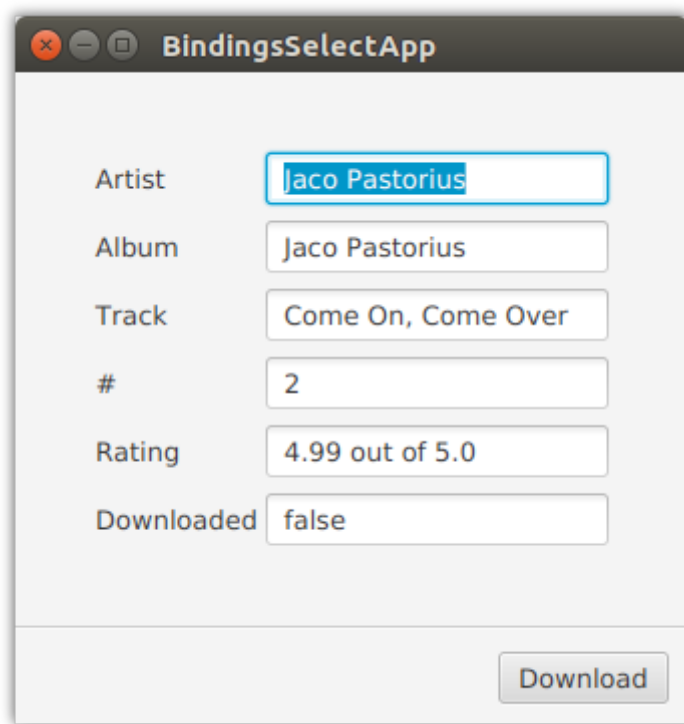 BindingsSelectApp
Artist Jaco Pastorius
Album Jaco Pastorius
Track Come On, Come Over
# 2
Rating 4.99 out of 5.0
Downloaded false
Download